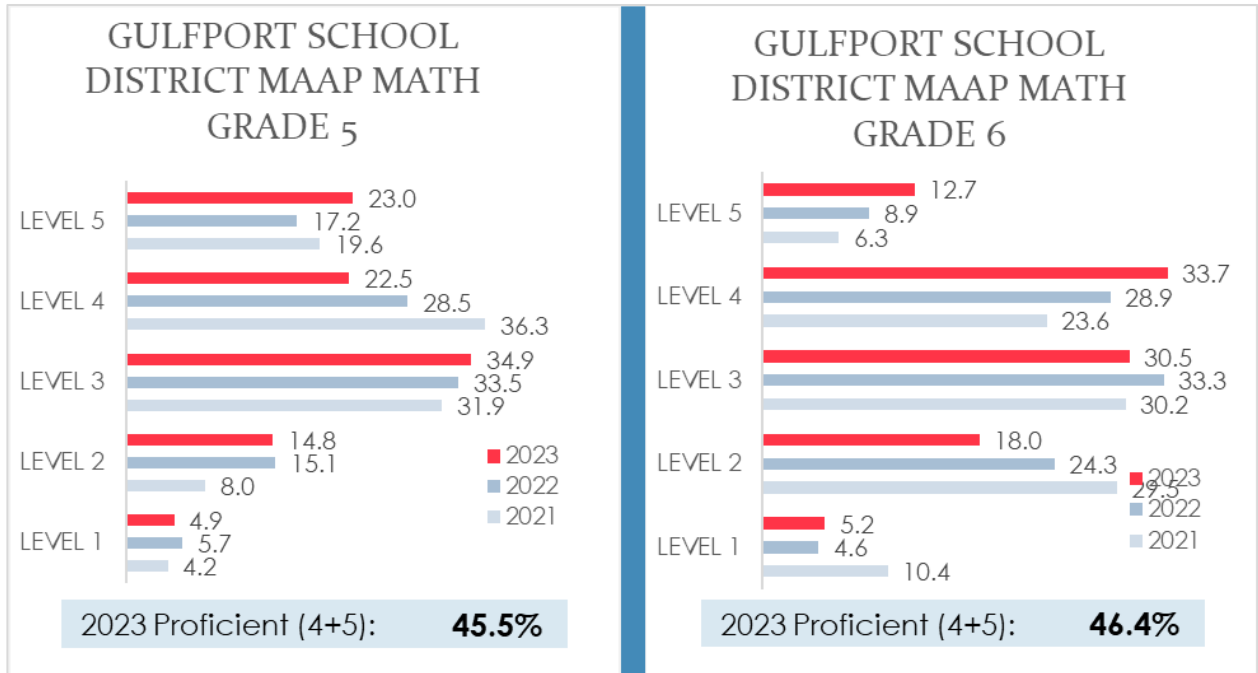 GULFPORT SCHOOL
DISTRICT MAAP MATH
GRADE 5
LEVEL 5
23.0
17.2
19.6
LEVEL 4
22.5
28.5
36.3
LEVEL 3
34.9
33.5
31.9
LEVEL 2
14.8
15.1
8.0
LEVEL 1
4.9
5.7
4.2
2023
2022
2021
2023 Proficient (4+5): 45.5%
GULFPORT SCHOOL
DISTRICT MAAP MATH
GRADE 6
LEVEL 5
12.7
8.9
6.3
LEVEL 4
33.7
28.9
23.6
LEVEL 3
30.5
33.3
30.2
LEVEL 2
18.0
24.3
29.5
LEVEL 1
5.2
4.6
10.4
2023
2022
2021
2023 Proficient (4+5): 46.4%